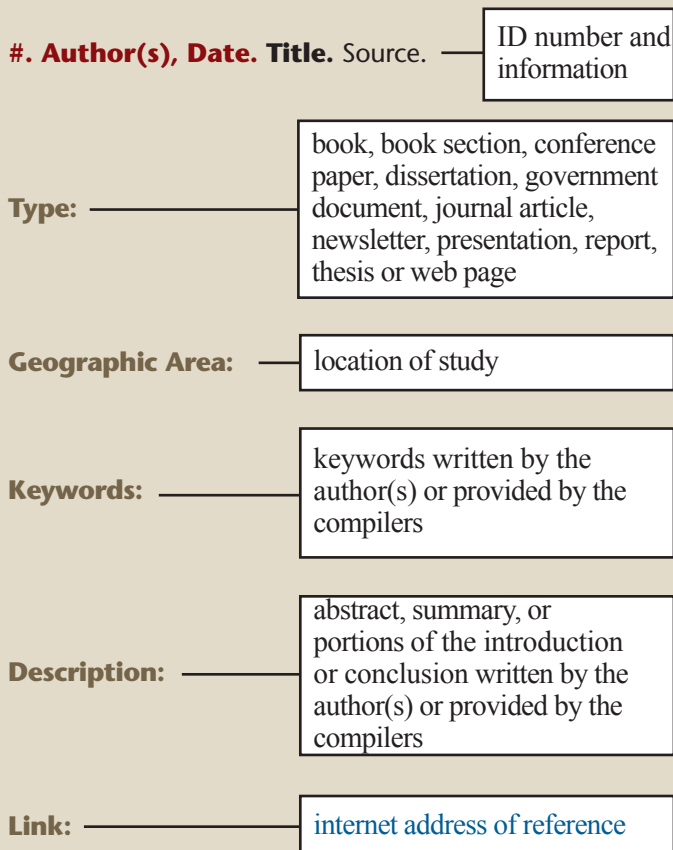 #. Author(s), Date. Title. Source.
ID number and
information
Type:
book, book section, conference
paper, dissertation, government
document, journal article,
newsletter, presentation, report,
thesis or web page
Geographic Area:
location of study
Keywords:
keywords written by the
author(s) or provided by the
compilers
Description:
abstract, summary, or
portions of the introduction
or conclusion written by the
author(s) or provided by the
compilers
Link:
internet address of reference